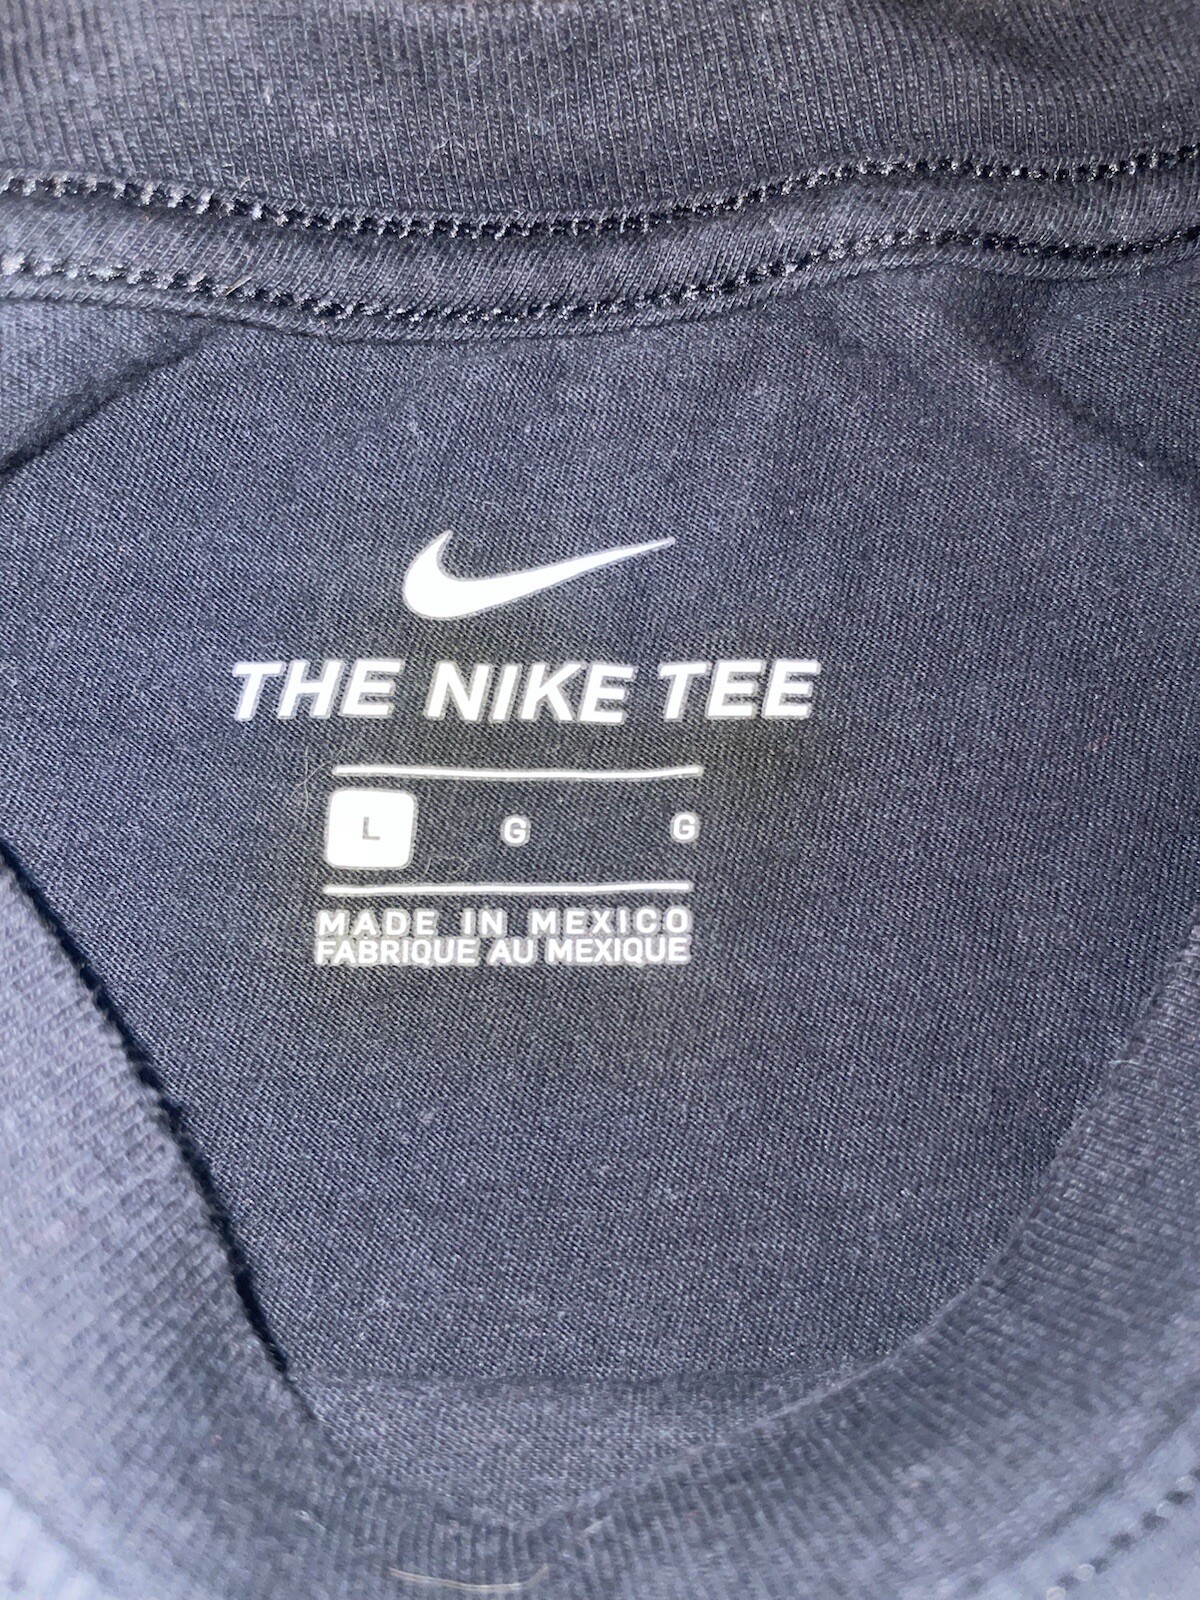 THE NIKE TEE
L G G
MADE IN MEXICO
FABRIQUE AU MEXIQUE